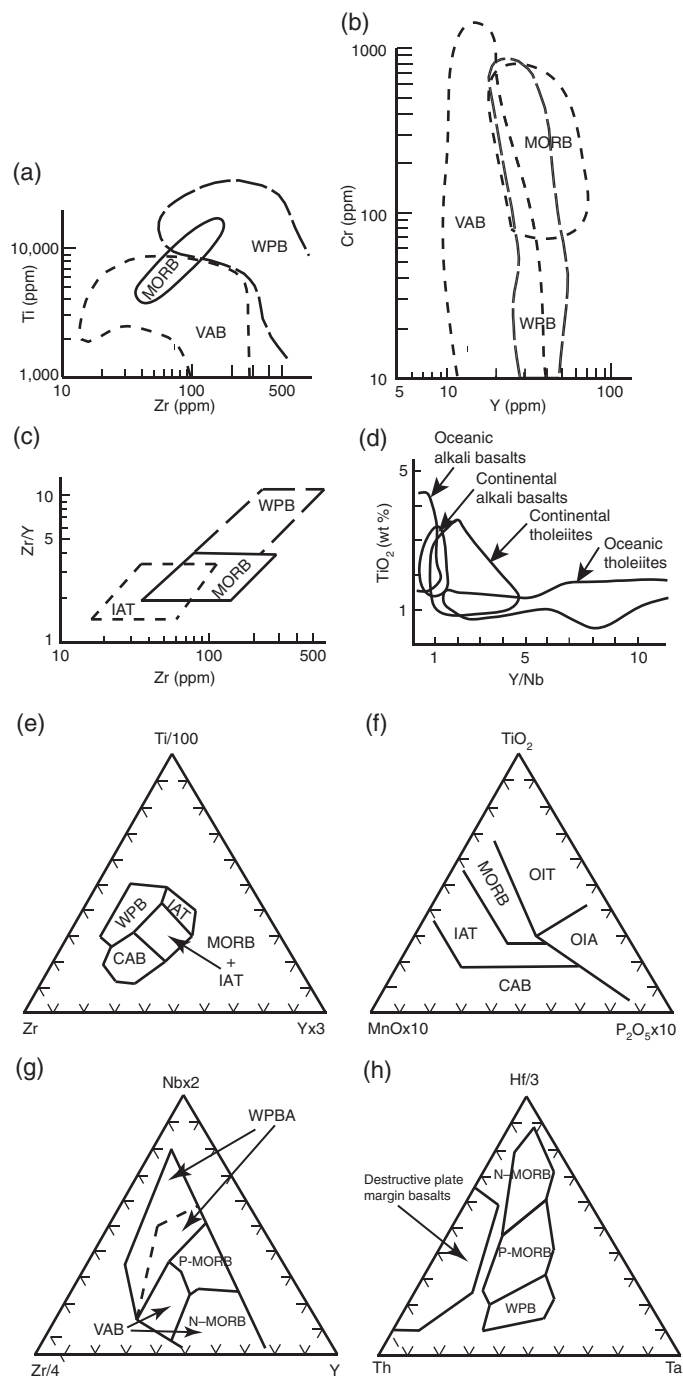 (a)
Ti (ppm)
10,000
1,000
10
100
500
Zr (ppm)
WPB
MORB
VAB
(b)
Cr (ppm)
1000
100
10
5
10
100
Y (ppm)
MORB
VAB
WPB
(c)
Zr/Y
10
5
1
10
100
500
Zr (ppm)
WPB
MORB
IAT
(d)
TiO2 (wt %)
5
1
1
5
10
Y/Nb
Oceanic
alkali basalts
Continental
alkali basalts
Continental
tholeiites
Oceanic
tholeiites
(e)
Ti/100
WPB
IAT
CAB
MORB
+
IAT
Zr
Yx3
(f)
TiO2
MORB
OIT
IAT
OIA
CAB
MnOx10
P2O5x10
(g)
Nbx2
WPBA
P-MORB
VAB
N–MORB
Zr/4
Y
(h)
Hf/3
Destructive plate
margin basalts
N–MORB
P-MORB
WPB
Th
Ta